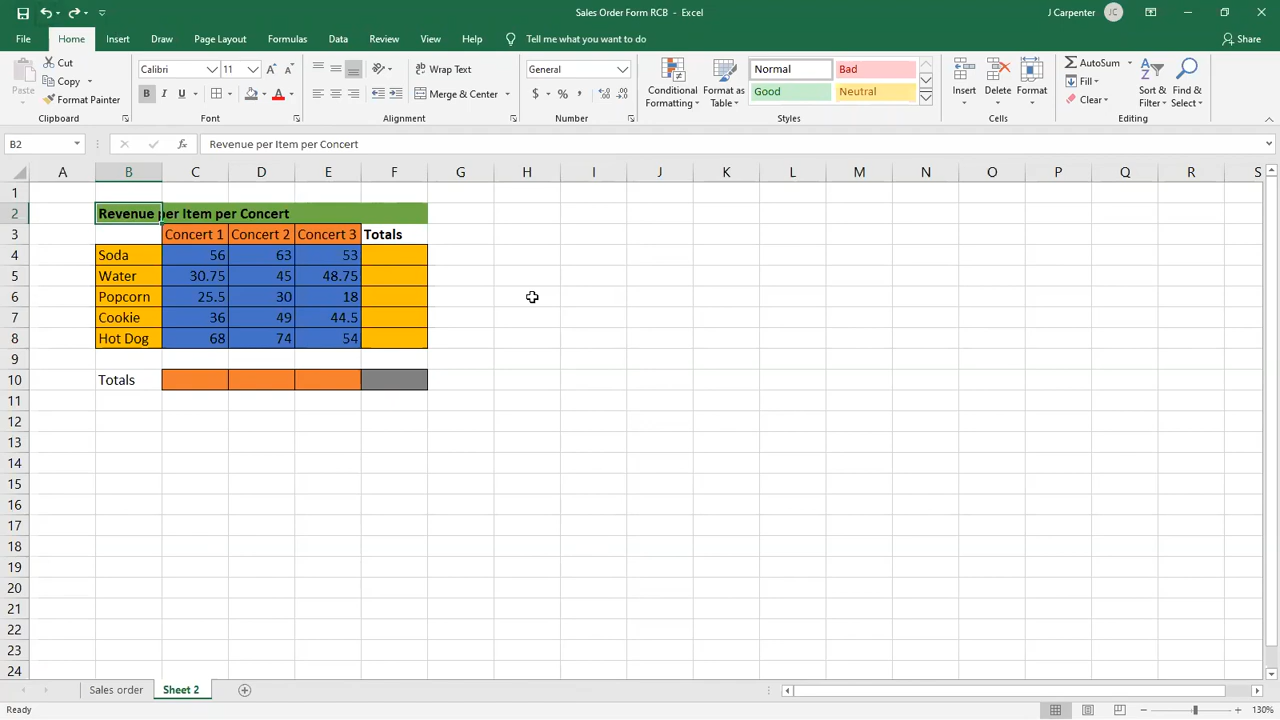 Sales Order Form RCB - Excel
J Carpenter JC
File Home Insert Draw Page Layout Formulas Data Review View Help Tell me what you want to do Share
Paste Cut Copy Format Painter Clipboard
Calibri 11 A A B I U A Font
ab Wrap Text Merge & Center Alignment
General $ % , Number
Conditional Formatting Format as Table Normal Bad Good Neutral Styles
Insert Delete Format Cells
AutoSum Fill Clear Sort & Filter Find & Select Editing
B2 fx Revenue per Item per Concert
A B C D E F G H I J K L M N O P Q R S
1
2 Revenue per Item per Concert
3 Concert 1 Concert 2 Concert 3 Totals
4 Soda 56 63 53
5 Water 30.75 45 48.75
6 Popcorn 25.5 30 18
7 Cookie 36 49 44.5
8 Hot Dog 68 74 54
9
10 Totals
11
12
13
14
15
16
17
18
19
20
21
22
23
24
Sales order Sheet 2
Ready 130%